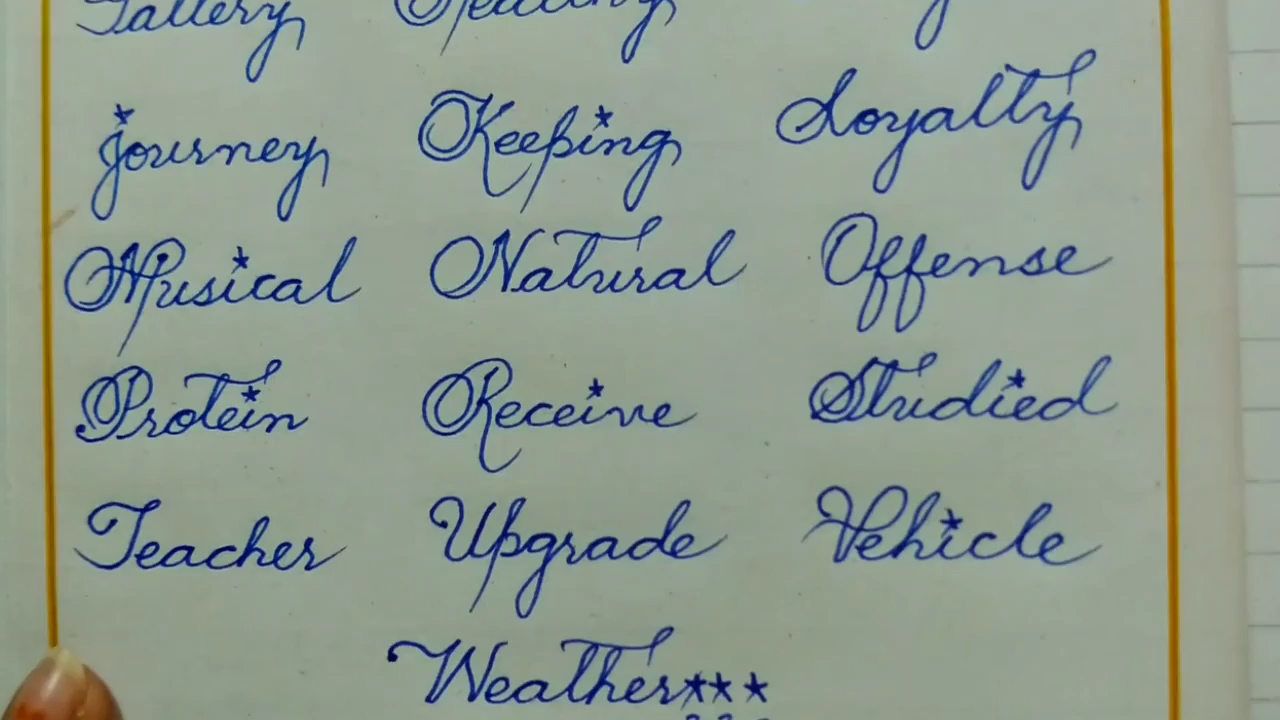 journey Keeping Loyalty
Musical Natural Offense
Protein Receive Studied
Teacher Upgrade Vehicle
Weather***